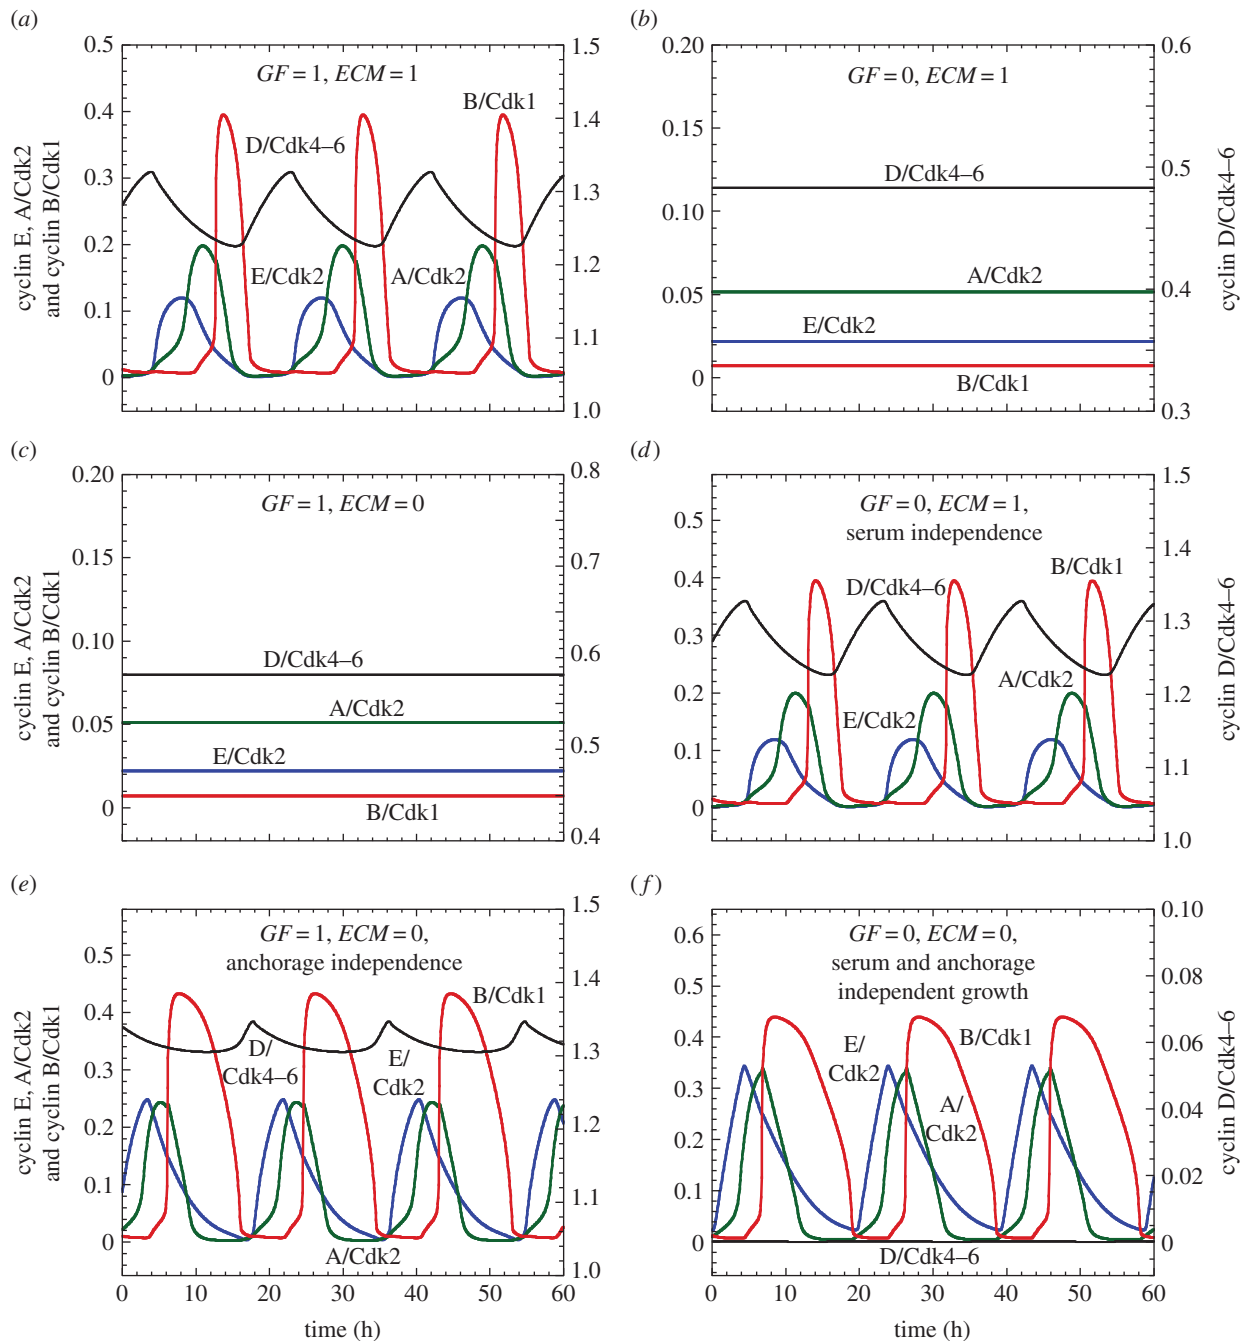 (a)
GF = 1, ECM = 1
B/Cdk1
D/Cdk4–6
E/Cdk2
A/Cdk2
0.5
0.4
0.3
0.2
0.1
0
1.5
1.4
1.3
1.2
1.1
1.0
0
20
40
60
cyclin E, A/Cdk2
and cyclin B/Cdk1
(b)
GF = 0, ECM = 1
D/Cdk4–6
A/Cdk2
E/Cdk2
B/Cdk1
0.20
0.15
0.10
0.05
0
0.6
0.5
0.4
0.3
0
20
40
60
cyclin D/Cdk4–6
(c)
GF = 1, ECM = 0
D/Cdk4–6
A/Cdk2
E/Cdk2
B/Cdk1
0.20
0.15
0.10
0.05
0
0.8
0.7
0.6
0.5
0.4
cyclin E, A/Cdk2
and cyclin B/Cdk1
(d)
GF = 0, ECM = 1,
serum independence
B/Cdk1
D/Cdk4–6
A/Cdk2
E/Cdk2
0.5
0.4
0.3
0.2
0.1
0
1.5
1.4
1.3
1.2
1.1
1.0
cyclin D/Cdk4–6
(e)
GF = 1, ECM = 0,
anchorage independence
B/Cdk1
D/
Cdk4–6
E/
Cdk2
A/Cdk2
0.5
0.4
0.3
0.2
0.1
0
1.5
1.4
1.3
1.2
1.1
1.0
0
20
40
60
cyclin E, A/Cdk2
and cyclin B/Cdk1
time (h)
(f)
GF = 0, ECM = 0,
serum and anchorage
independent growth
E/
Cdk2
B/Cdk1
A/
Cdk2
D/Cdk4–6
0.6
0.5
0.4
0.3
0.2
0.1
0
0.10
0.08
0.06
0.04
0.02
0
0
10
20
30
40
50
60
cyclin D/Cdk4–6
time (h)